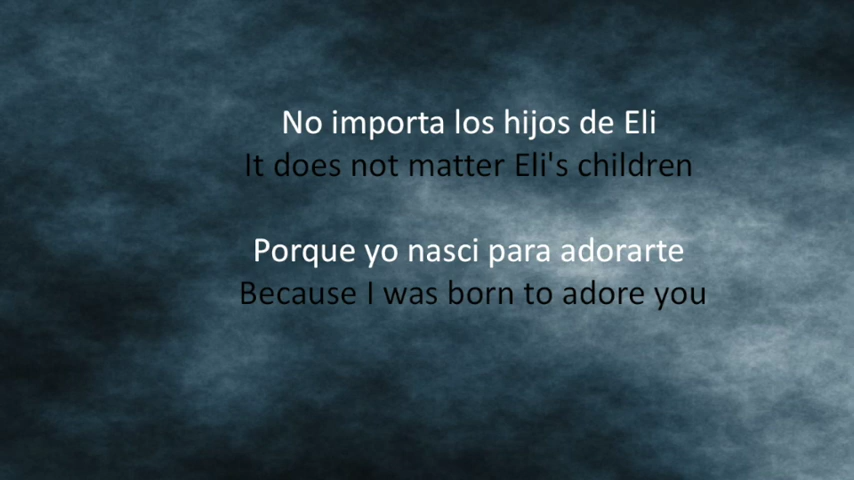 No importa los hijos de Eli
It does not matter Eli's children
Porque yo nasci para adorarte
Because I was born to adore you